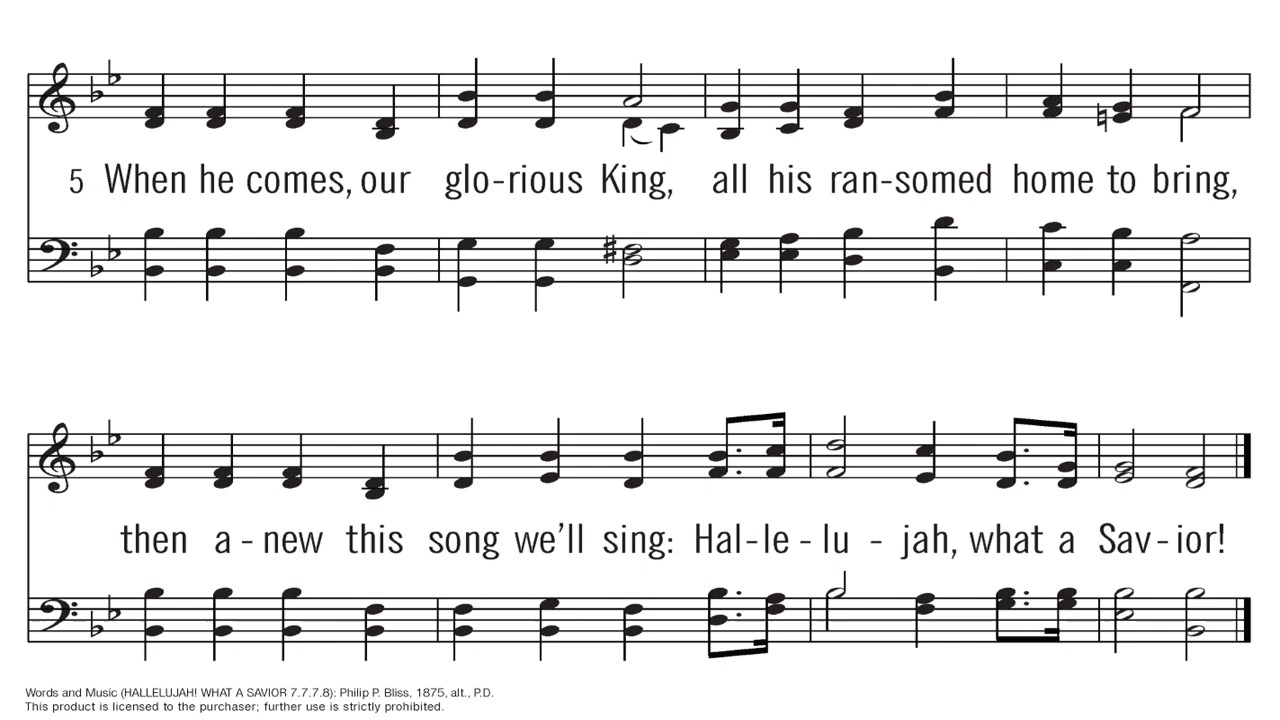 5 When he comes, our glo-rious King, all his ran-somed home to bring,
then a - new this song we'll sing: Hal-le - lu - jah, what a Sav-ior!
Words and Music (HALLELUJAH! WHAT A SAVIOR 7.7.7.8): Philip P. Bliss, 1875, alt., P.D.
This product is licensed to the purchaser; further use is strictly prohibited.